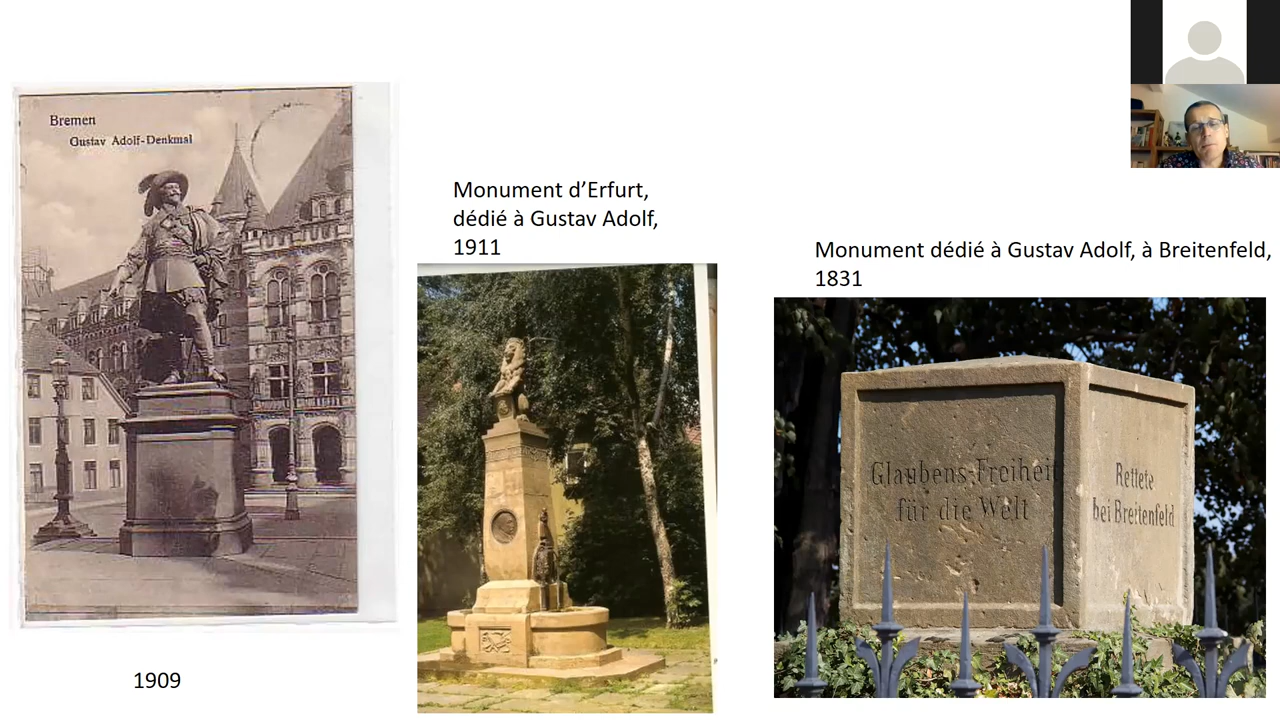 Bremen
Gustav Adolf-Denkmal
1909
Monument d’Erfurt,
dédié à Gustav Adolf,
1911
Monument dédié à Gustav Adolf, à Breitenfeld,
1831
Glaubens-Freiheit
für die Welt
Rettete
bei Breitenfeld